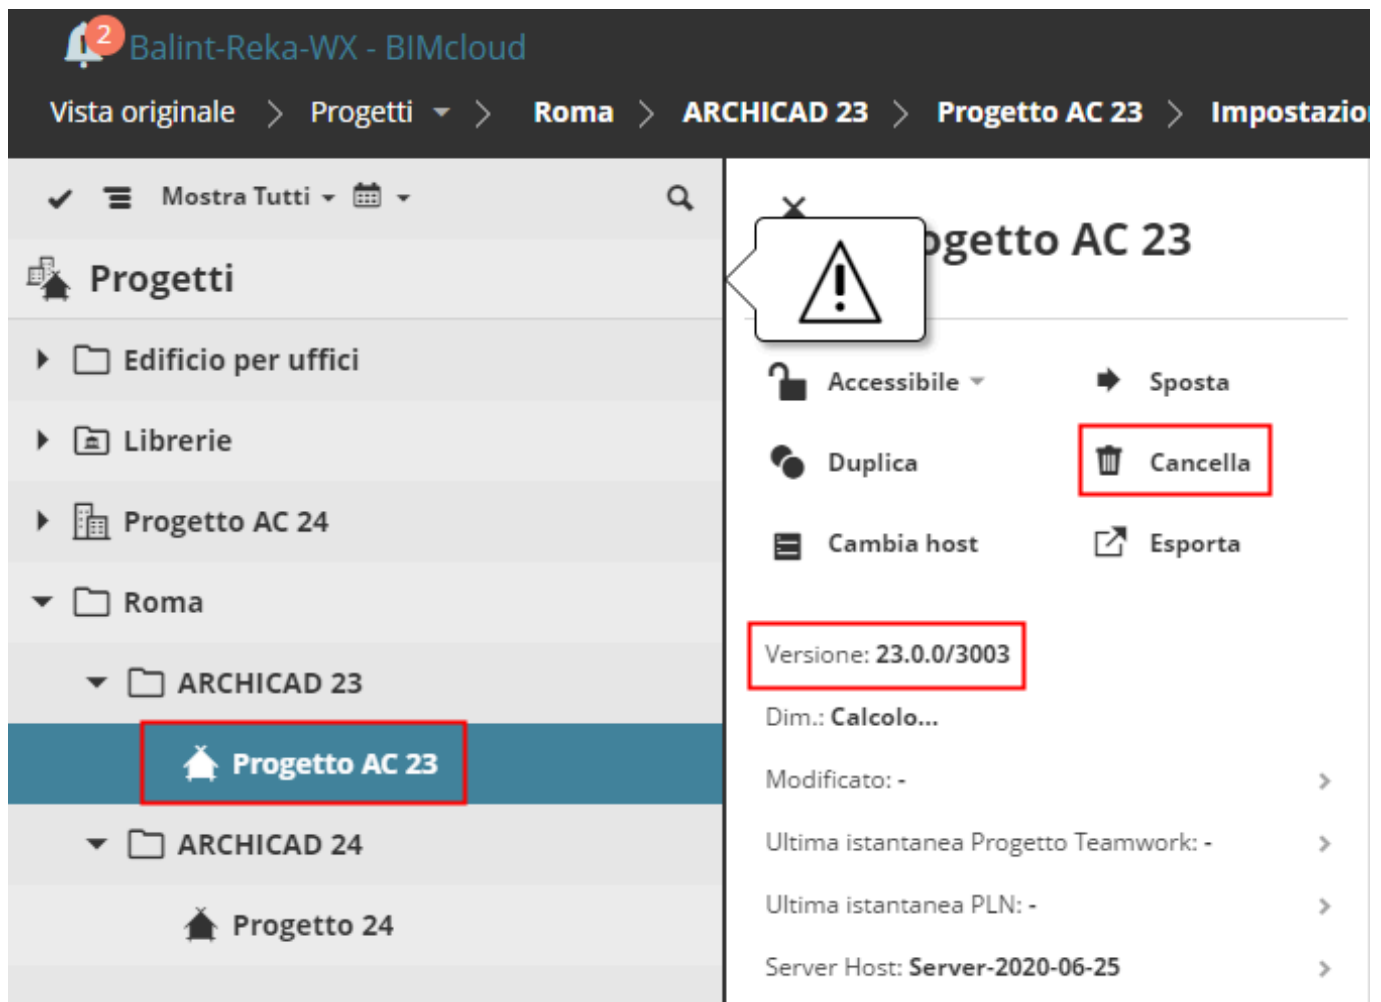 2
Balint-Reka-WX - BIMcloud
Vista originale > Progetti > Roma > ARCHICAD 23 > Progetto AC 23 > Impostazio
Mostra Tutti
Progetti
Edificio per uffici
Librerie
Progetto AC 24
Roma
ARCHICAD 23
Progetto AC 23
ARCHICAD 24
Progetto 24
ogetto AC 23
Accessibile
Sposta
Duplica
Cancella
Cambia host
Esporta
Versione: 23.0.0/3003
Dim.: Calcolo...
Modificato: -
Ultima istantanea Progetto Teamwork: -
Ultima istantanea PLN: -
Server Host: Server-2020-06-25